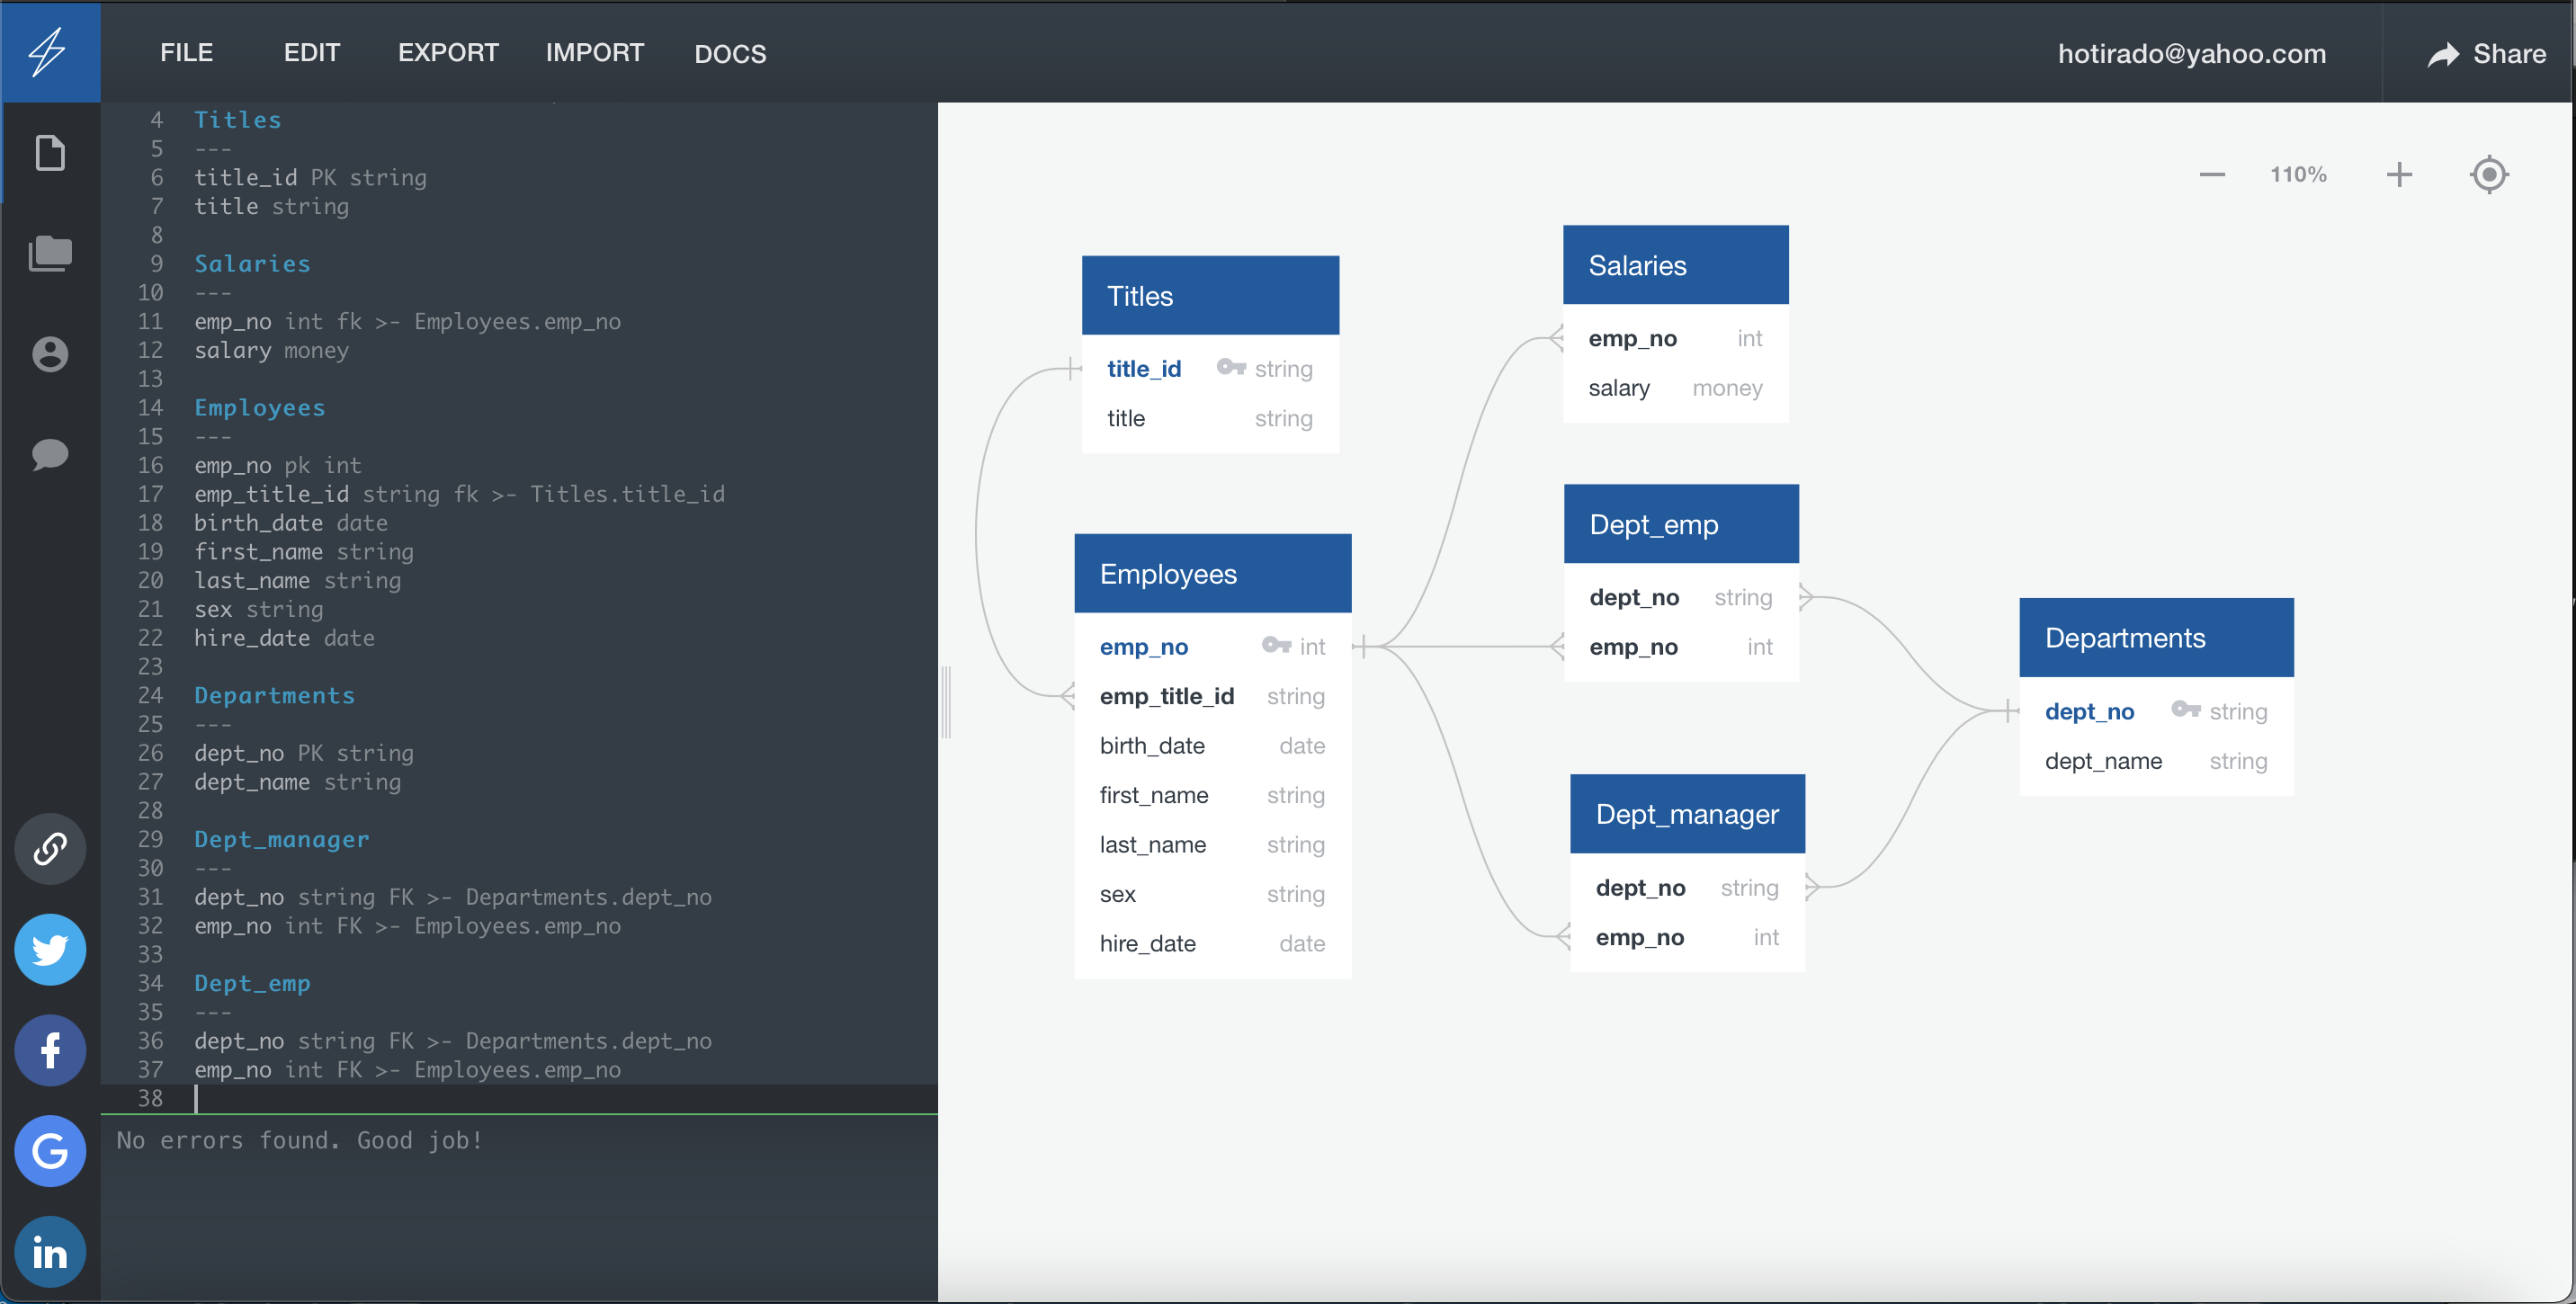 FILE EDIT EXPORT IMPORT DOCS hotirado@yahoo.com Share
4 Titles
5 ---
6 title_id PK string
7 title string
8
9 Salaries
10 ---
11 emp_no int fk >- Employees.emp_no
12 salary money
13
14 Employees
15 ---
16 emp_no pk int
17 emp_title_id string fk >- Titles.title_id
18 birth_date date
19 first_name string
20 last_name string
21 sex string
22 hire_date date
23
24 Departments
25 ---
26 dept_no PK string
27 dept_name string
28
29 Dept_manager
30 ---
31 dept_no string FK >- Departments.dept_no
32 emp_no int FK >- Employees.emp_no
33
34 Dept_emp
35 ---
36 dept_no string FK >- Departments.dept_no
37 emp_no int FK >- Employees.emp_no
38
No errors found. Good job!
110%
Titles
title_id string
title string
Employees
emp_no int
emp_title_id string
birth_date date
first_name string
last_name string
sex string
hire_date date
Salaries
emp_no int
salary money
Dept_emp
dept_no string
emp_no int
Dept_manager
dept_no string
emp_no int
Departments
dept_no string
dept_name string
f
G
in